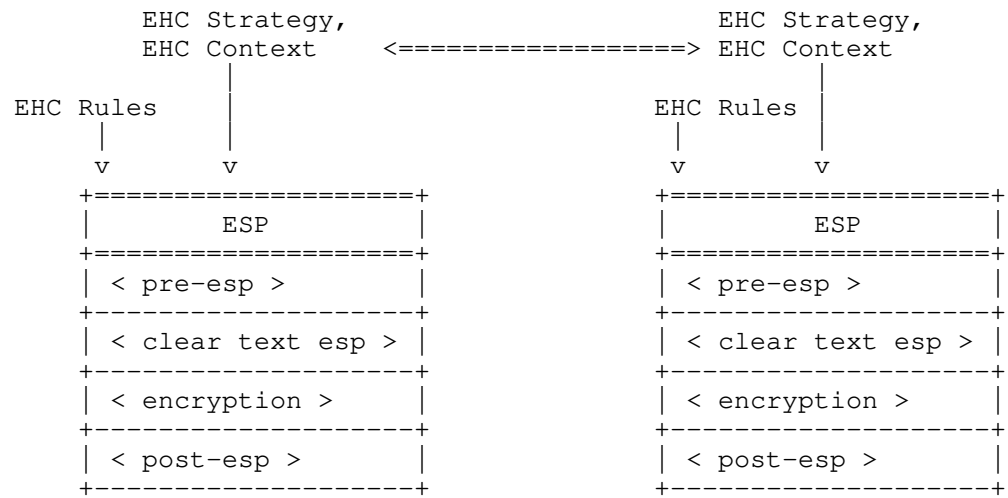 EHC Strategy, EHC Strategy,
EHC Context <===================> EHC Context
| |
EHC Rules | EHC Rules |
| | | |
v v v v
+====================+ +====================+
| ESP | | ESP |
+====================+ +====================+
| < pre-esp > | | < pre-esp > |
+--------------------+ +--------------------+
| < clear text esp > | | < clear text esp > |
+--------------------+ +--------------------+
| < encryption > | | < encryption > |
+--------------------+ +--------------------+
| < post-esp > | | < post-esp > |
+--------------------+ +--------------------+